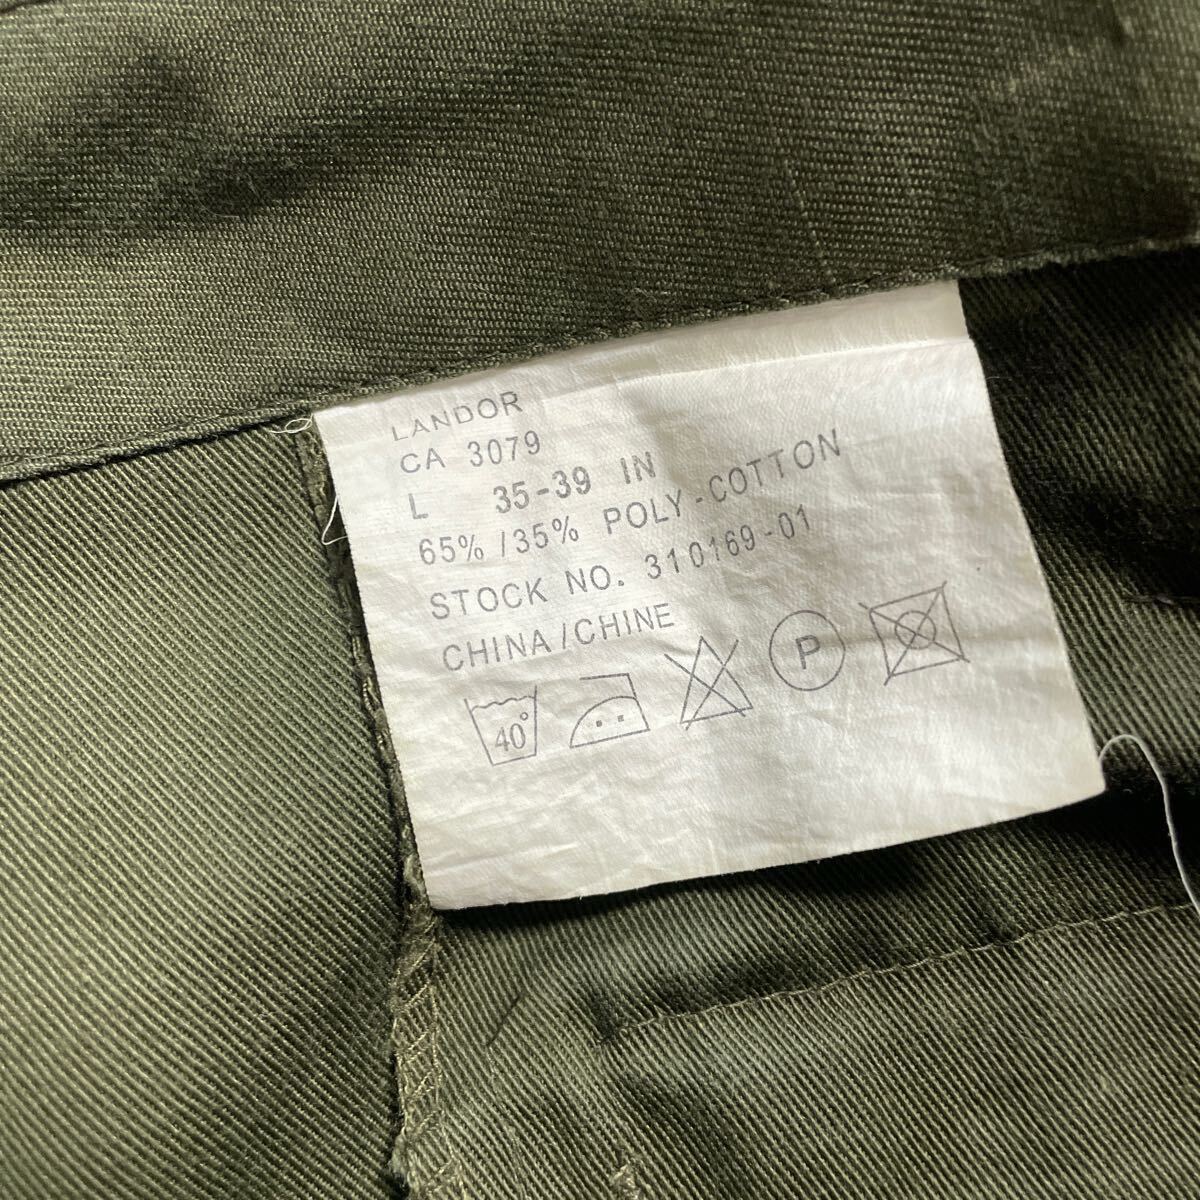 LANDOR
CA 3079
L 35-39 IN
65% /35% POLY-COTTON
STOCK NO. 310169-01
CHINA/CHINE
40° P